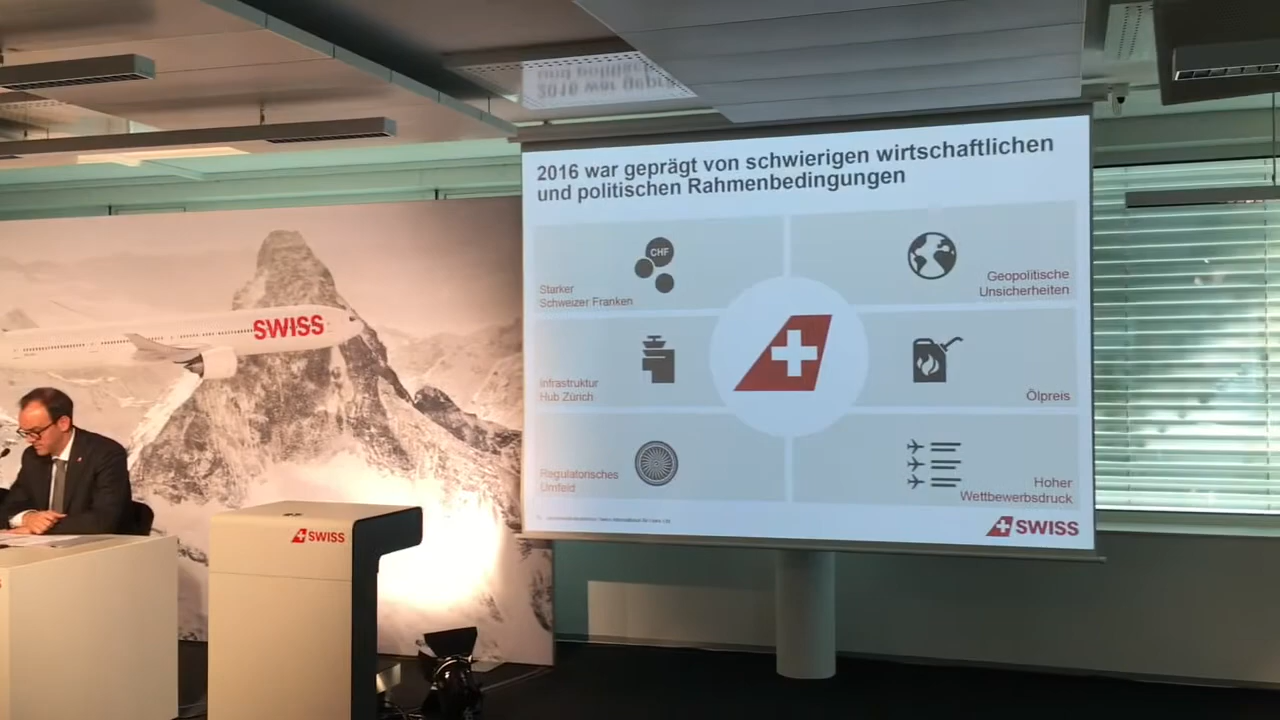 2016 war geprägt von schwierigen wirtschaftlichen
und politischen Rahmenbedingungen
CHF
Starker
Schweizer Franken
Geopolitische
Unsicherheiten
Infrastruktur
Hub Zürich
Ölpreis
Regulatorisches
Umfeld
Hoher
Wettbewerbsdruck
SWISS
SWISS
SWISS